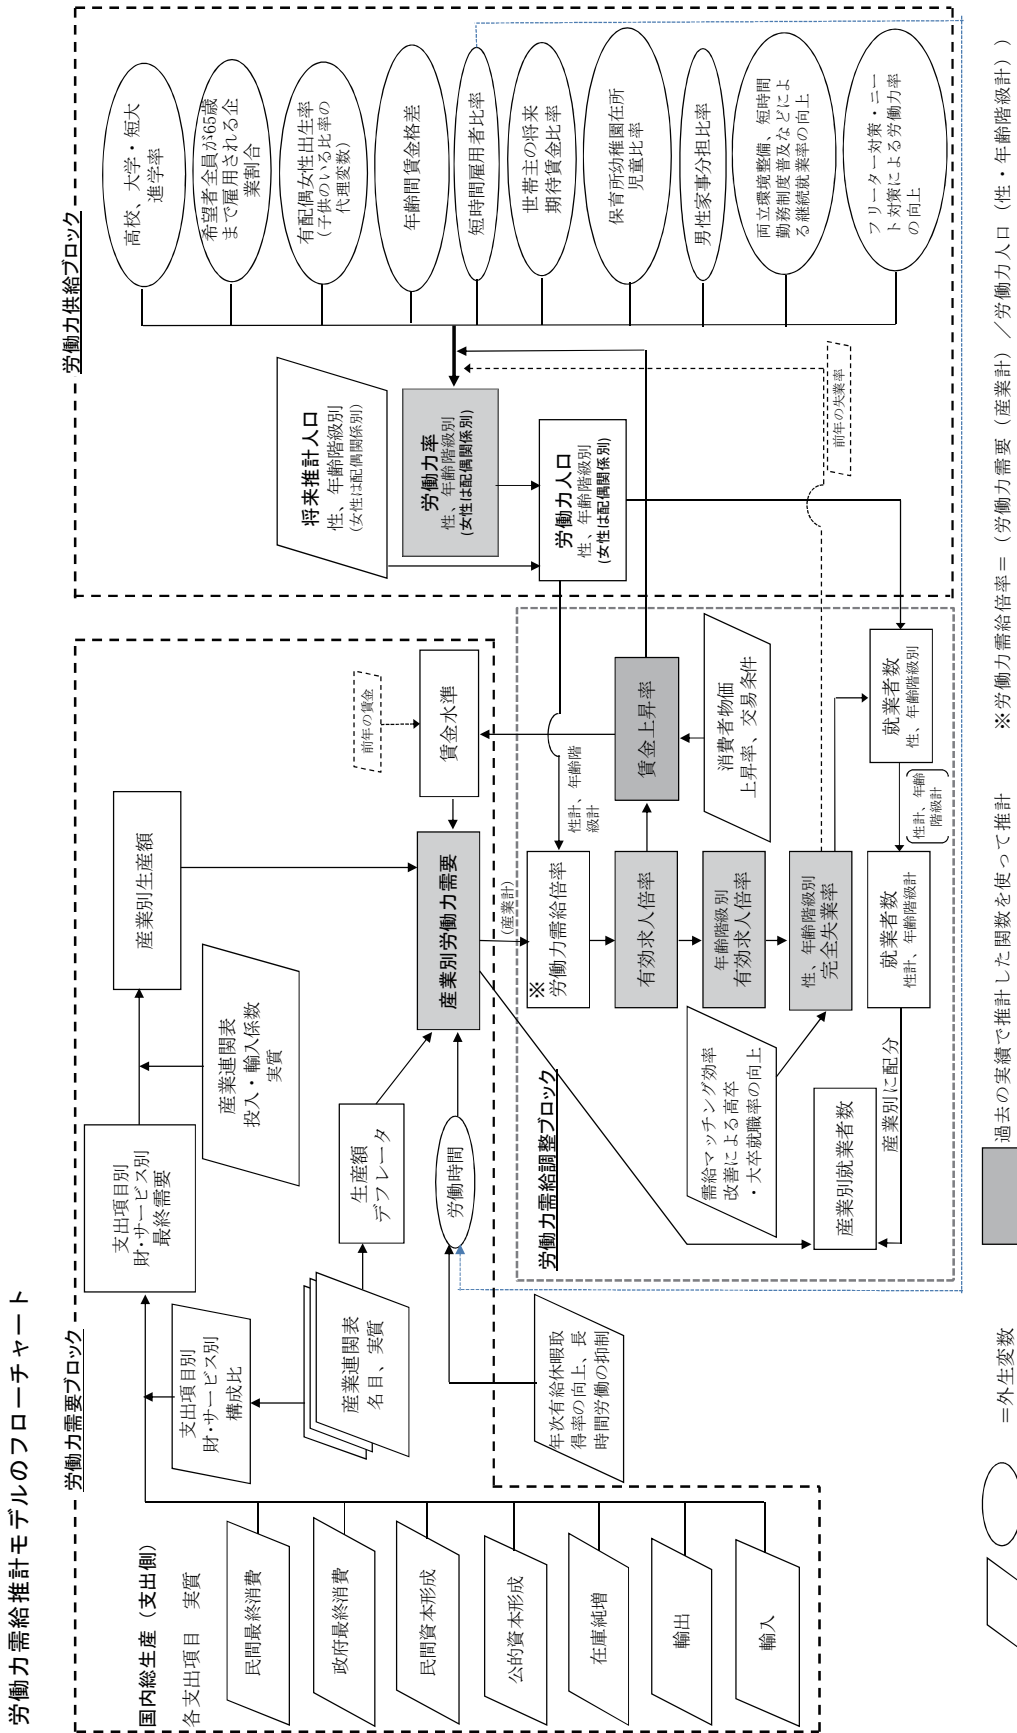 労働力需給推計モデルのフローチャート
労働力需要ブロック
国内総生産（支出側）
各支出項目　実質
民間最終消費
政府最終消費
民間資本形成
公的資本形成
在庫純増
輸出
輸入
支出項目別
財・サービス別
構成比
産業連関表
名目、実質
年次有給休暇取
得率の向上、長
時間労働の抑制
支出項目別
財・サービス別
最終需要
産業連関表
投入・輸入係数
実質
生産額
デフレータ
労働時間
産業別生産額
産業別労働力需要
前年の賃金
賃金水準
(産業計)
労働力需給調整ブロック
※
労働力需給倍率
性計、年齢階
級計
有効求人倍率
賃金上昇率
消費者物価
上昇率、交易条件
年齢階級別
有効求人倍率
需給マッチング効率
改善による高卒
・大卒就職率の向上
性、年齢階級別
完全失業率
産業別就業者数
産業別に配分
就業者数
性計、年齢階級計
性計、年齢
階級計
就業者数
性、年齢階級別
労働力供給ブロック
将来推計人口
性、年齢階級別
（女性は配偶関係別）
労働力率
性、年齢階級別
(女性は配偶関係別)
労働力人口
性、年齢階級別
(女性は配偶関係別)
前年の失業率
高校、大学・短大
進学率
希望者全員が65歳
まで雇用される企
業割合
有配偶女性出生率
（子供のいる比率の
代理変数）
年齢間賃金格差
短時間雇用者比率
世帯主の将来
期待賃金比率
保育所幼稚園在所
児童比率
男性家事分担比率
両立環境整備、短時間
勤務制度普及などによ
る継続就業率の向上
フリーター対策・ニー
ト対策による労働力率
の向上
＝外生変数
過去の実績で推計した関数を使って推計
※労働力需給倍率＝（労働力需要（産業計）／労働力人口（性・年齢階級計））